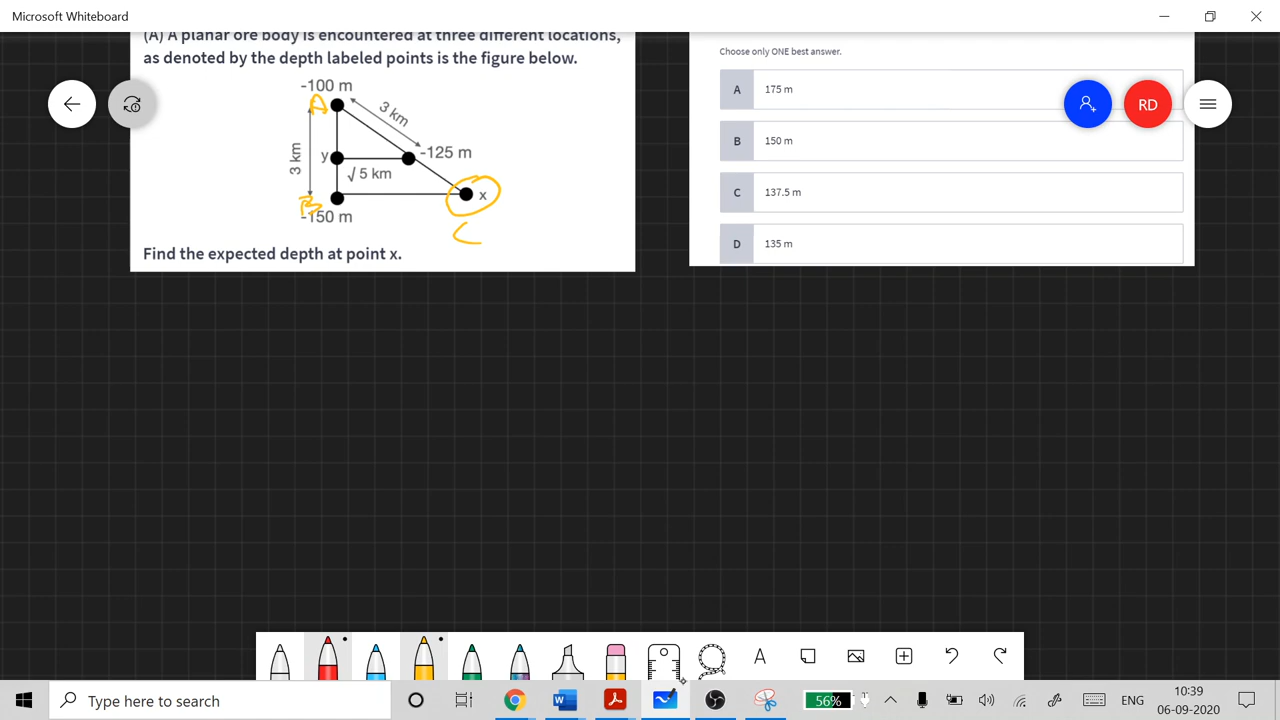 Microsoft Whiteboard
(A) A planar ore body is encountered at three different locations,
as denoted by the depth labeled points is the figure below.
-100 m
A
3 km
3 km
y
-125 m
√5 km
x
B
-150 m
C
Find the expected depth at point x.
Choose only ONE best answer.
A 175 m
B 150 m
C 137.5 m
D 135 m
RD
A
Type here to search
56%
ENG
10:39
06-09-2020